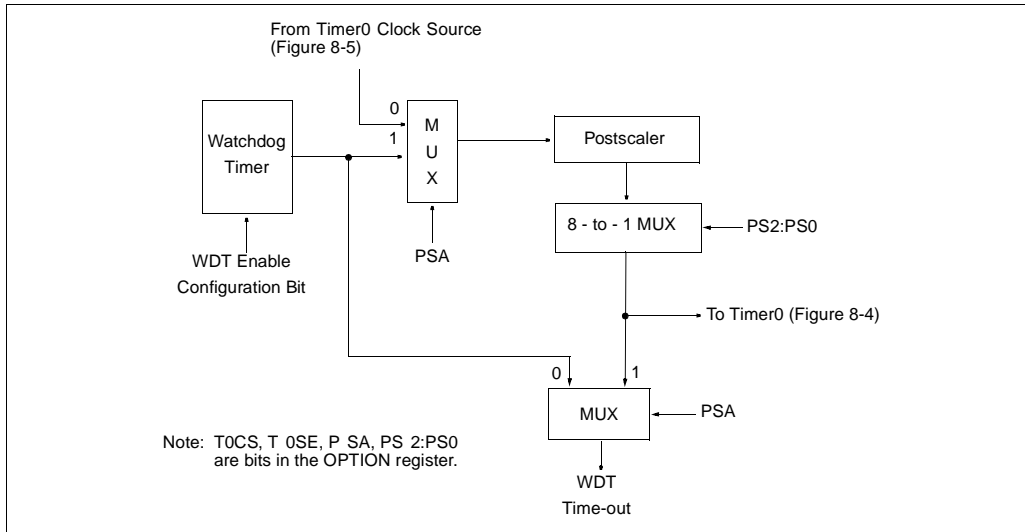 From Timer0 Clock Source
(Figure 8-5)
0
1
M
U
X
Watchdog
Timer
Postscaler
8 - to - 1 MUX
PS2:PS0
PSA
WDT Enable
Configuration Bit
To Timer0 (Figure 8-4)
0
1
MUX
PSA
Note: T0CS, T 0SE, P SA, PS 2:PS0
are bits in the OPTION register.
WDT
Time-out